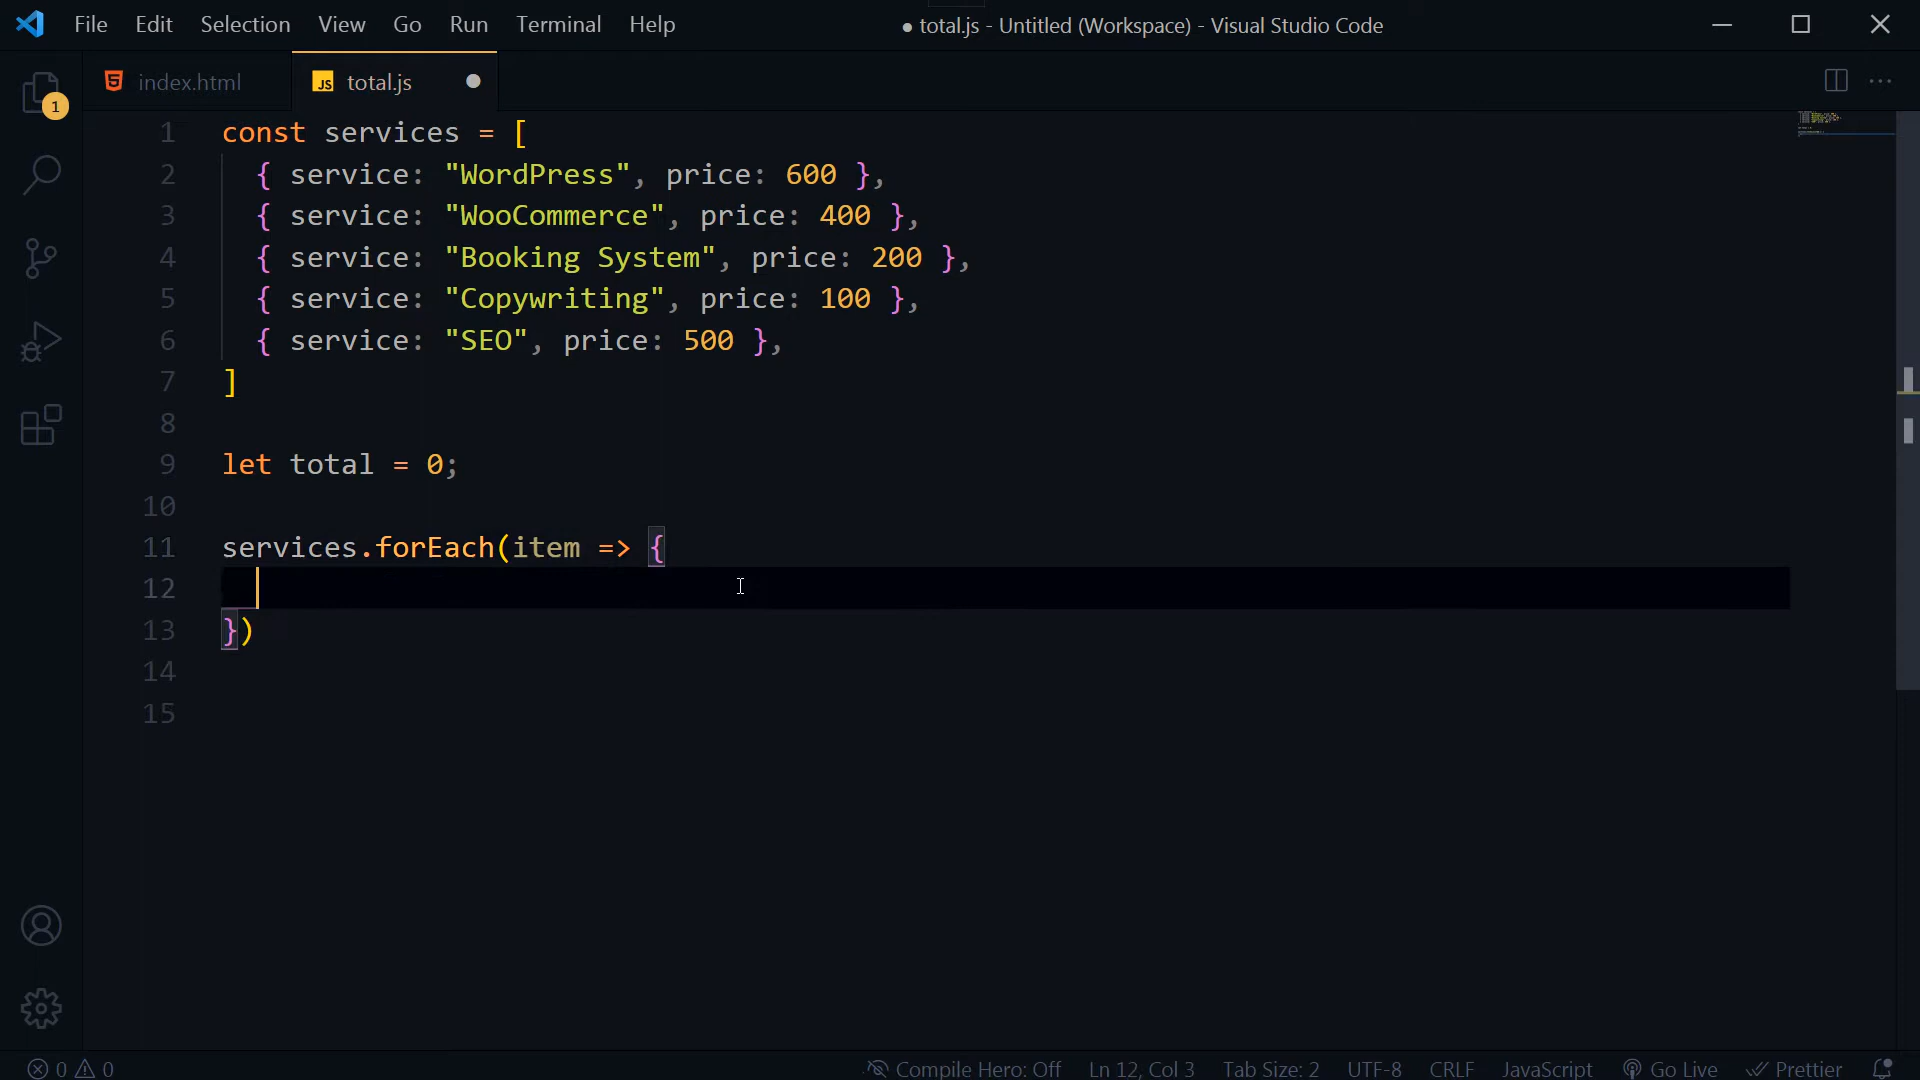 File Edit Selection View Go Run Terminal Help ● total.js - Untitled (Workspace) - Visual Studio Code
index.html JS total.js ●
1
1 const services = [
2 { service: "WordPress", price: 600 },
3 { service: "WooCommerce", price: 400 },
4 { service: "Booking System", price: 200 },
5 { service: "Copywriting", price: 100 },
6 { service: "SEO", price: 500 },
7 ]
8
9 let total = 0;
10
11 services.forEach(item => {
12
13 })
14
15
0 0 Compile Hero: Off Ln 12, Col 3 Tab Size: 2 UTF-8 CRLF JavaScript Go Live Prettier